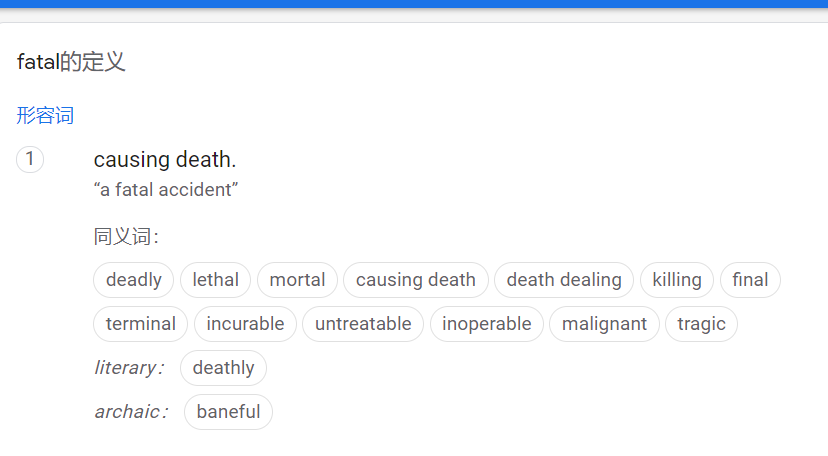 fatal的定义
形容词
1 causing death.
“a fatal accident”
同义词：
deadly lethal mortal causing death death dealing killing final
terminal incurable untreatable inoperable malignant tragic
literary： deathly
archaic： baneful